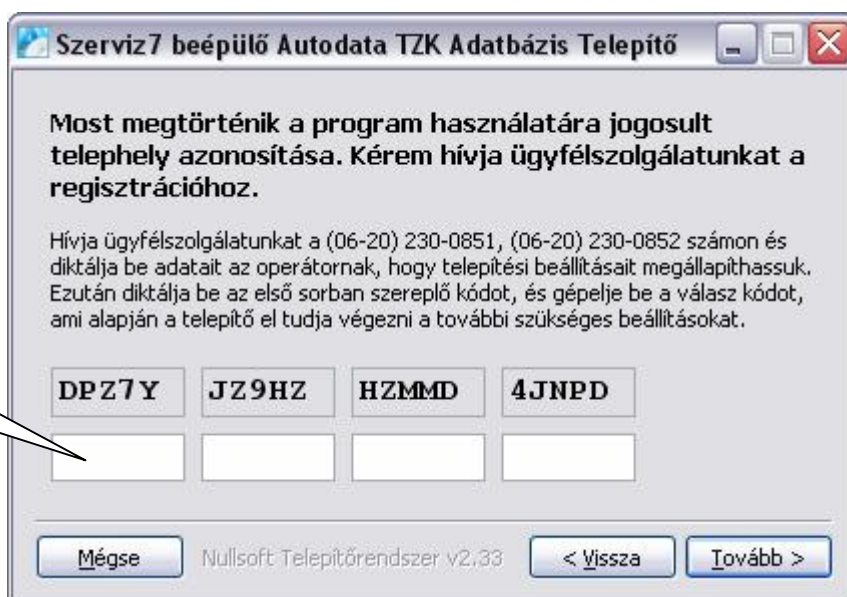 Szerviz7 beépülő Autodata TZK Adatbázis Telepítő
Most megtörténik a program használatára jogosult
telephely azonosítása. Kérem hívja ügyfélszolgálatunkat a
regisztrációhoz.
Hívja ügyfélszolgálatunkat a (06-20) 230-0851, (06-20) 230-0852 számon és
diktálja be adatait az operátornak, hogy telepítési beállításait megállapíthassuk.
Ezután diktálja be az első sorban szereplő kódot, és gépelje be a válasz kódot,
ami alapján a telepítő el tudja végezni a további szükséges beállításokat.
DPZ7Y JZ9HZ HZMMD 4JNPD
Mégse Nullsoft Telepítőrendszer v2.33 < Vissza Tovább >